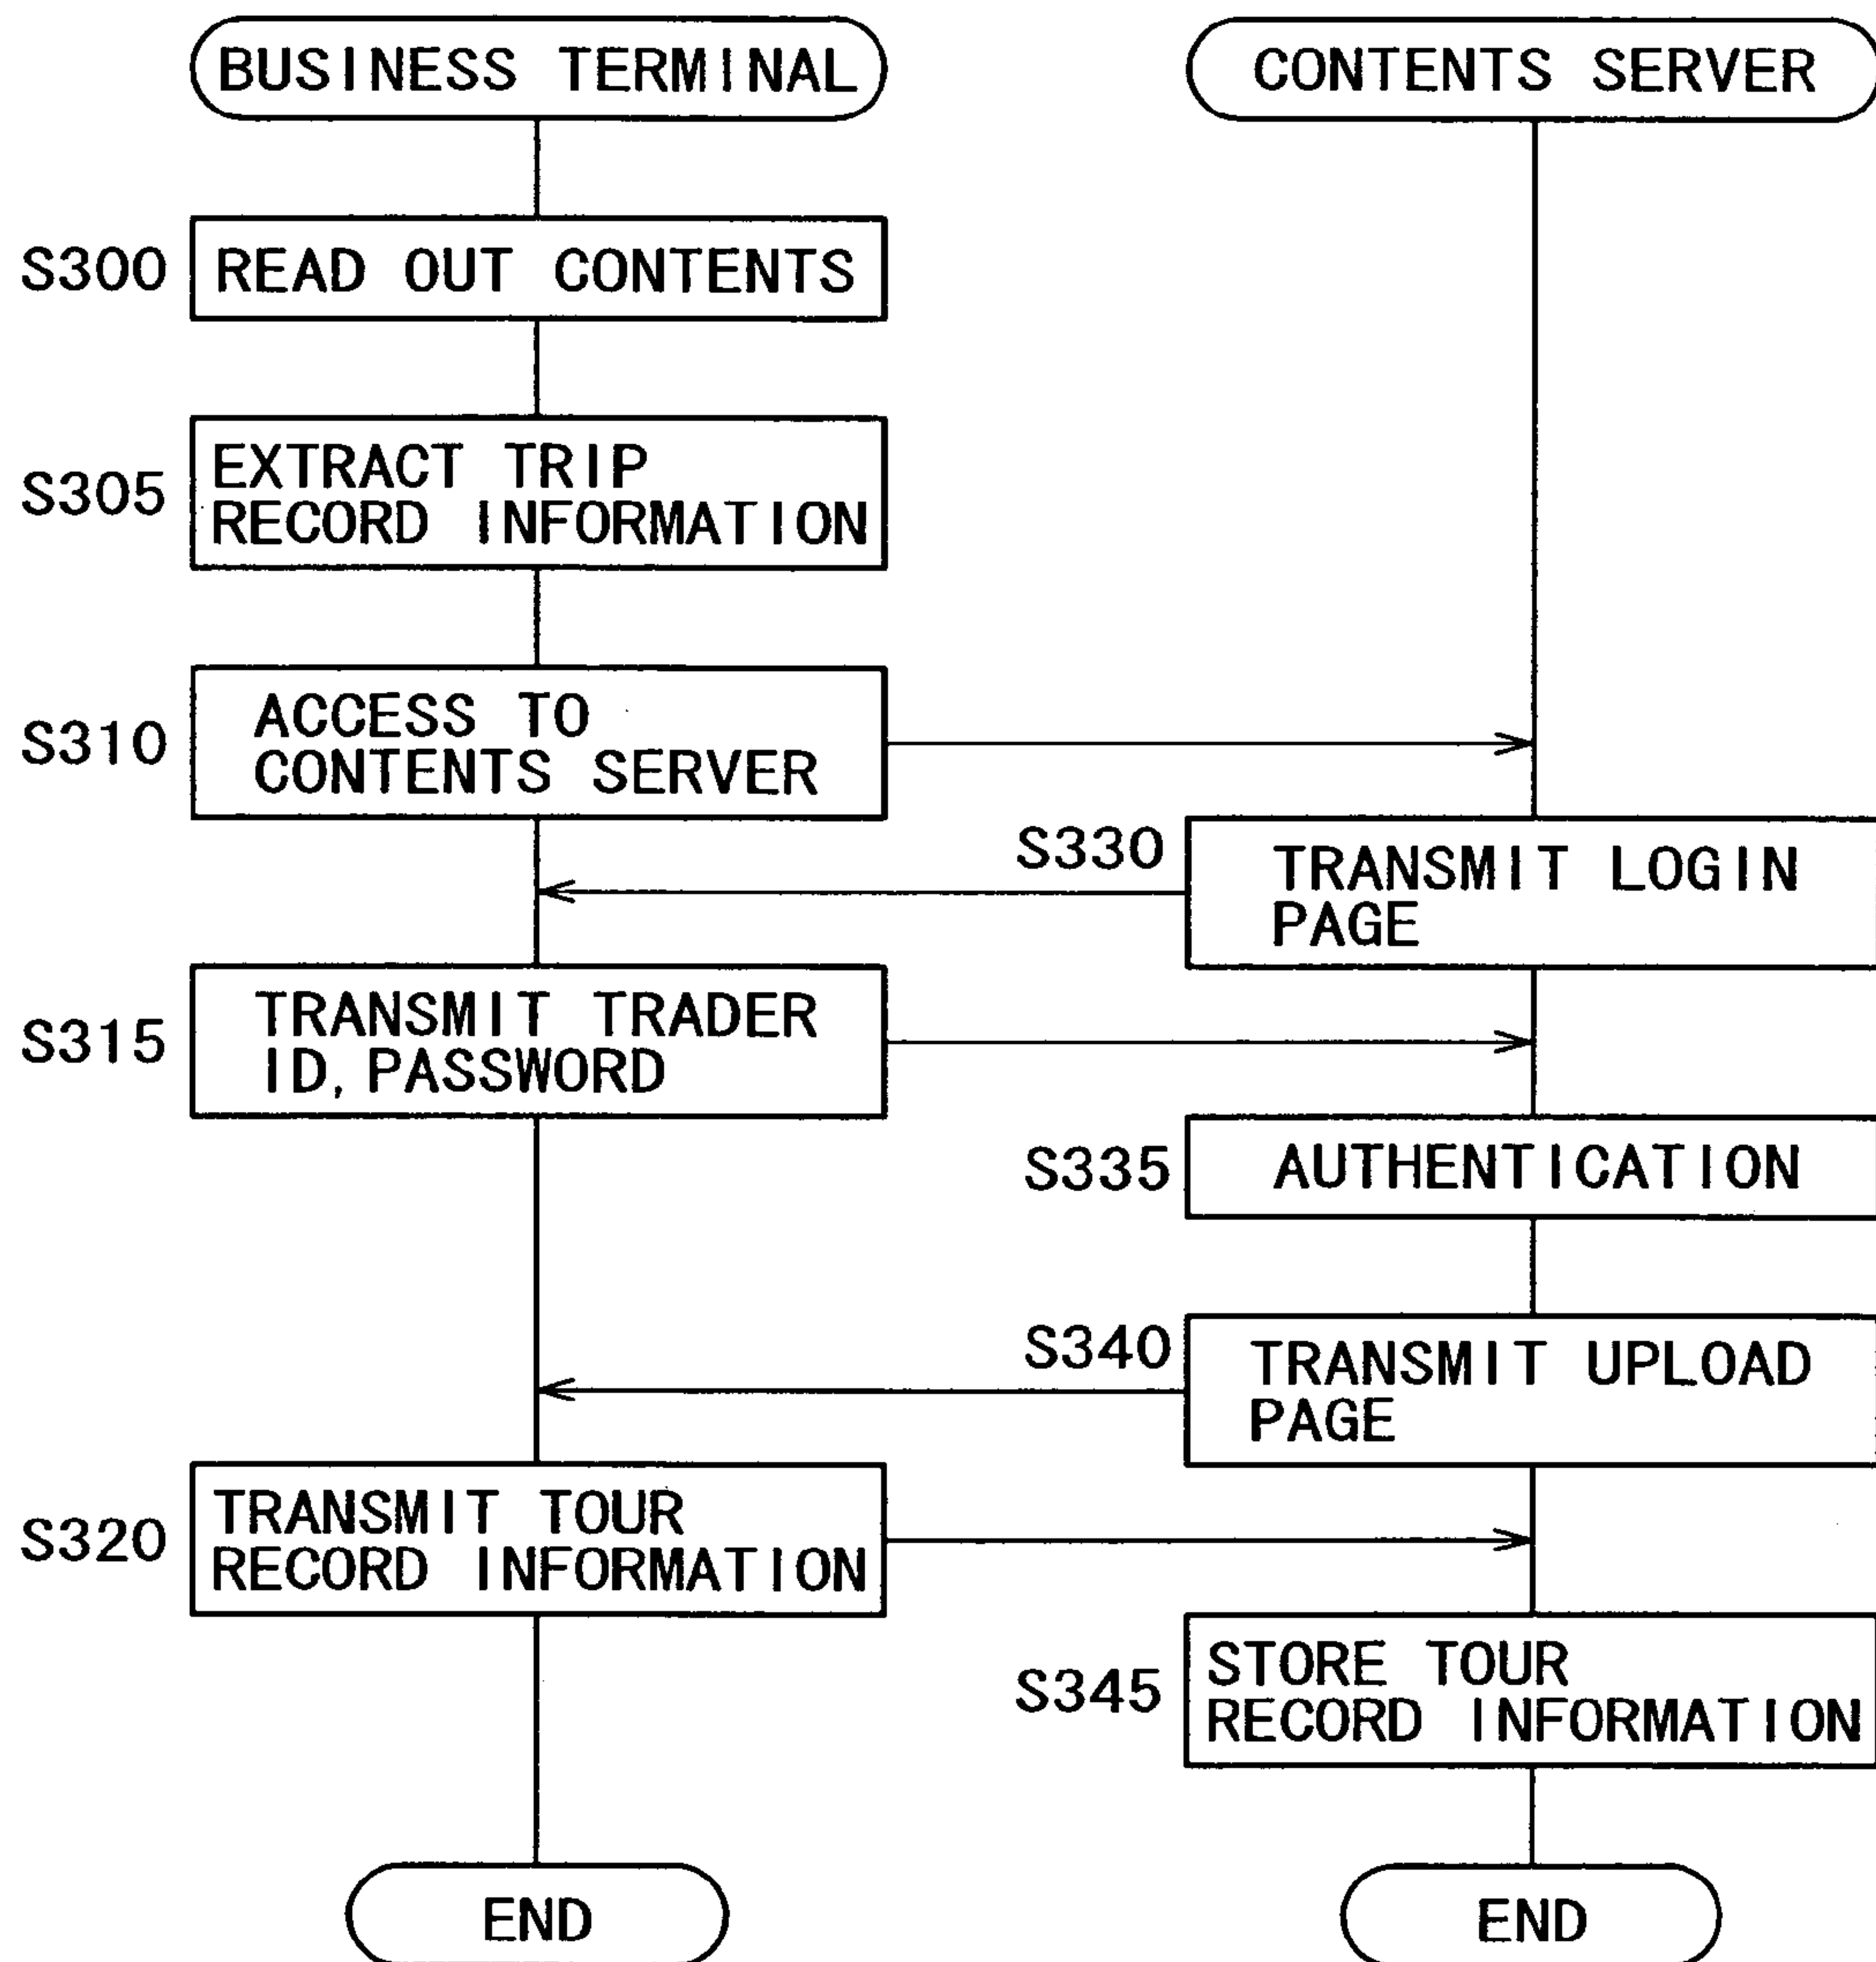 BUSINESS TERMINAL
CONTENTS SERVER
S300
READ OUT CONTENTS
S305
EXTRACT TRIP
RECORD INFORMATION
S310
ACCESS TO
CONTENTS SERVER
S330
TRANSMIT LOGIN
PAGE
S315
TRANSMIT TRADER
ID, PASSWORD
S335
AUTHENTICATION
S340
TRANSMIT UPLOAD
PAGE
S320
TRANSMIT TOUR
RECORD INFORMATION
S345
STORE TOUR
RECORD INFORMATION
END
END